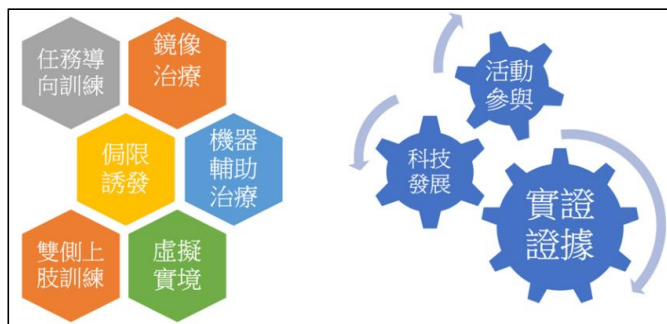 任務導
向訓練
鏡像
治療
侷限
誘發
機器
輔助
治療
雙側上
肢訓練
虛擬
實境
活動
參與
科技
發展
實證
證據